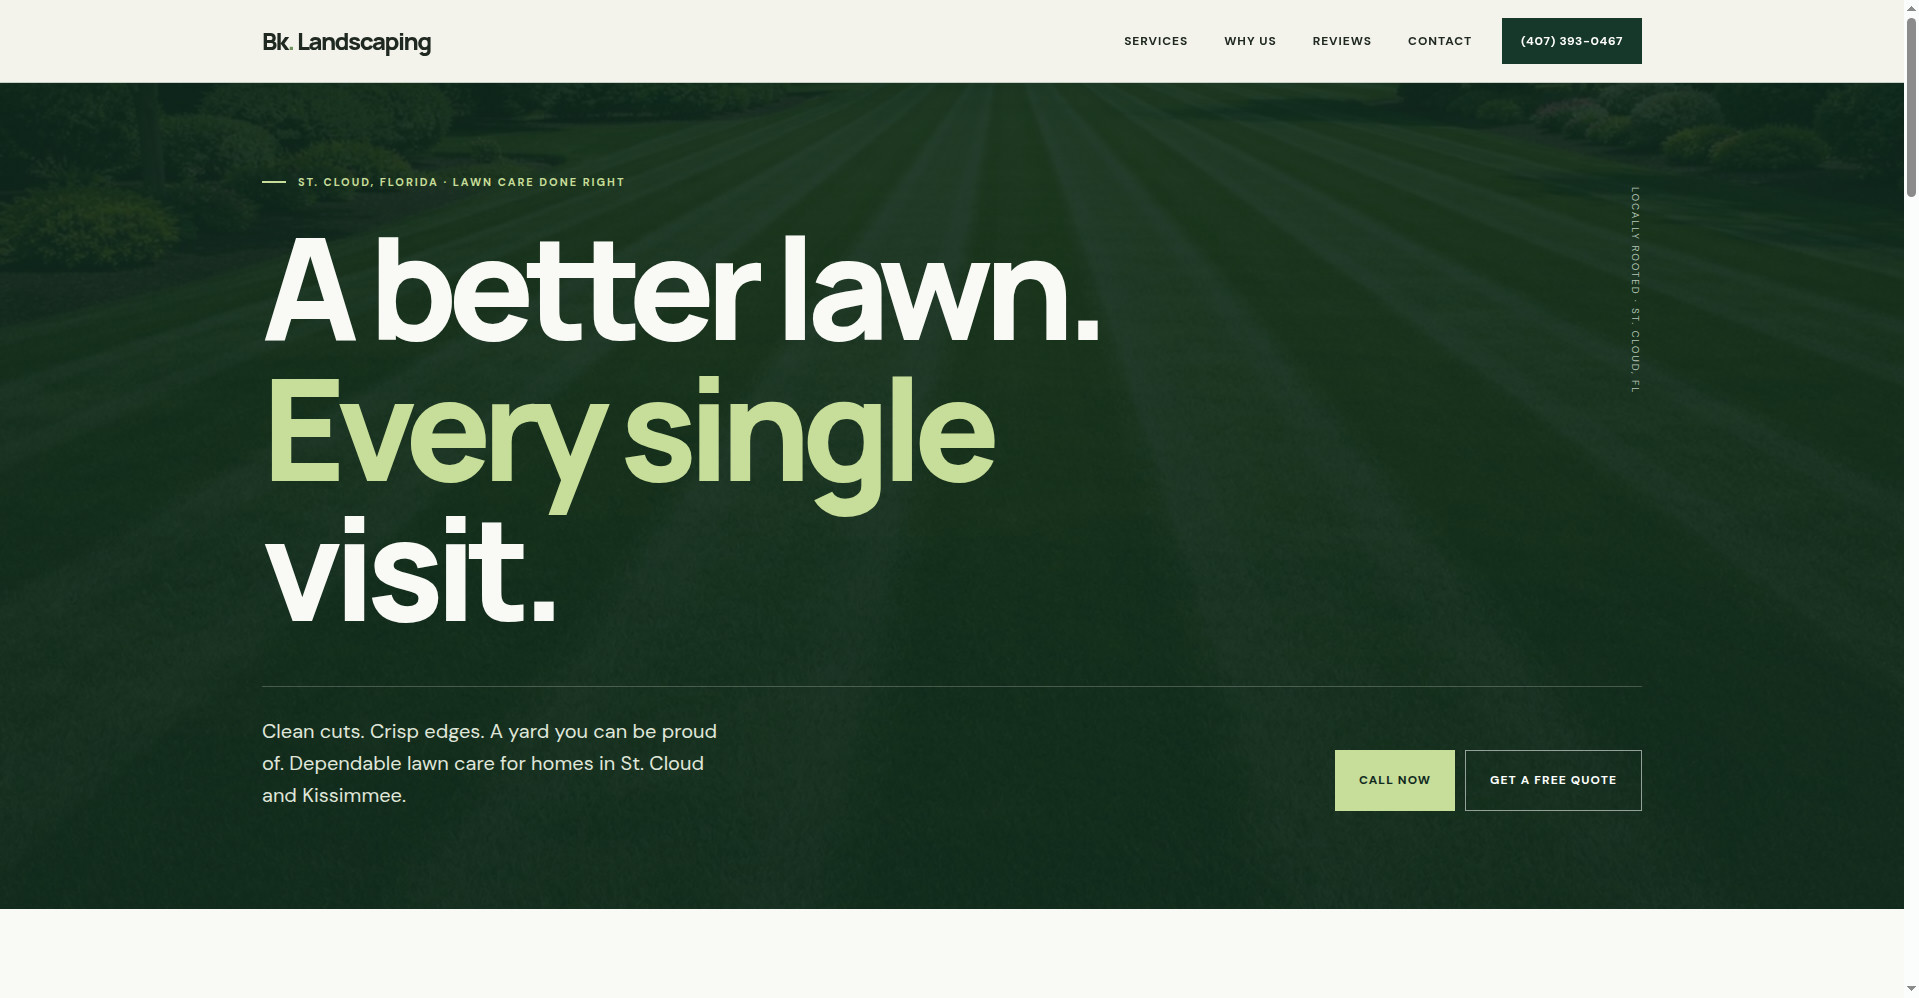 Bk. Landscaping
SERVICES
WHY US
REVIEWS
CONTACT
(407) 393-0467
ST. CLOUD, FLORIDA · LAWN CARE DONE RIGHT
LOCALLY ROOTED · ST. CLOUD, FL
A better lawn.
Every single
visit.
Clean cuts. Crisp edges. A yard you can be proud
of. Dependable lawn care for homes in St. Cloud
and Kissimmee.
CALL NOW
GET A FREE QUOTE